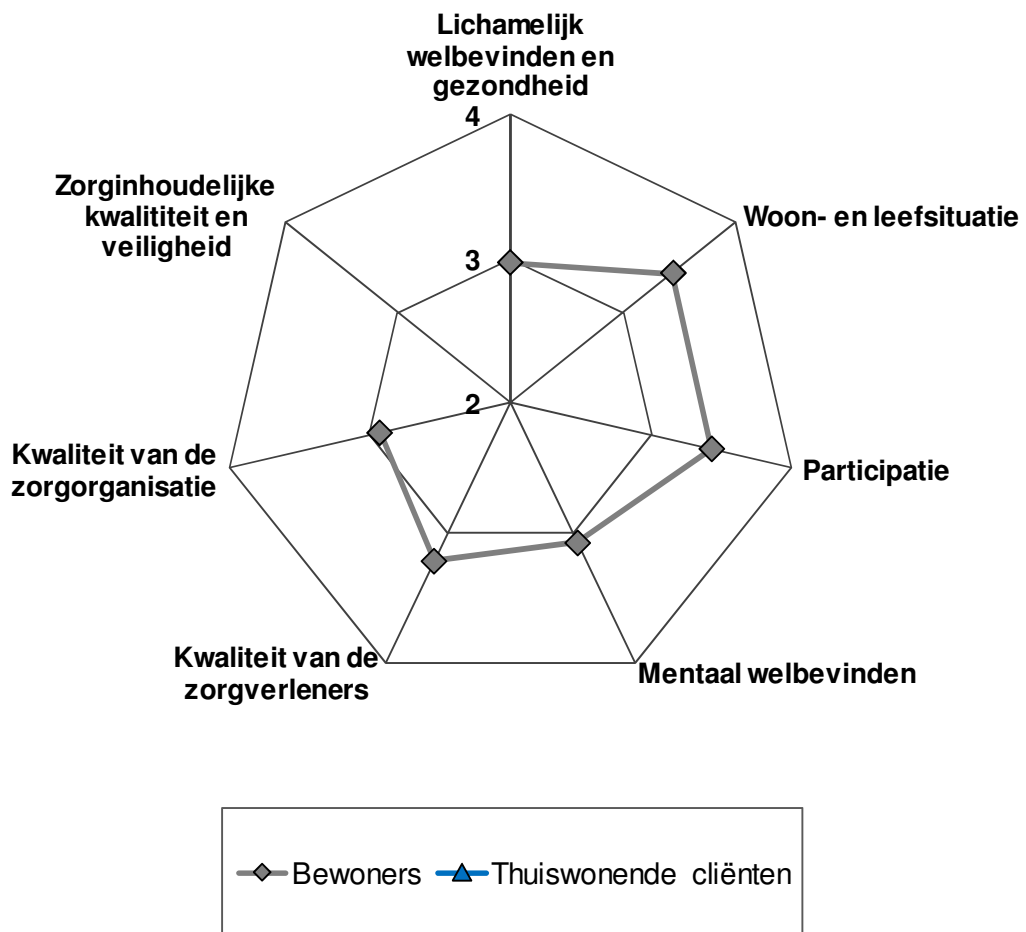 Lichamelijk
welbevinden en
gezondheid
4
Zorginhoudelijke
kwalititeit en
veiligheid
Woon- en leefsituatie
3
2
Kwaliteit van de
zorgorganisatie
Participatie
Kwaliteit van de
zorgverleners
Mentaal welbevinden
Bewoners Thuiswonende cliënten